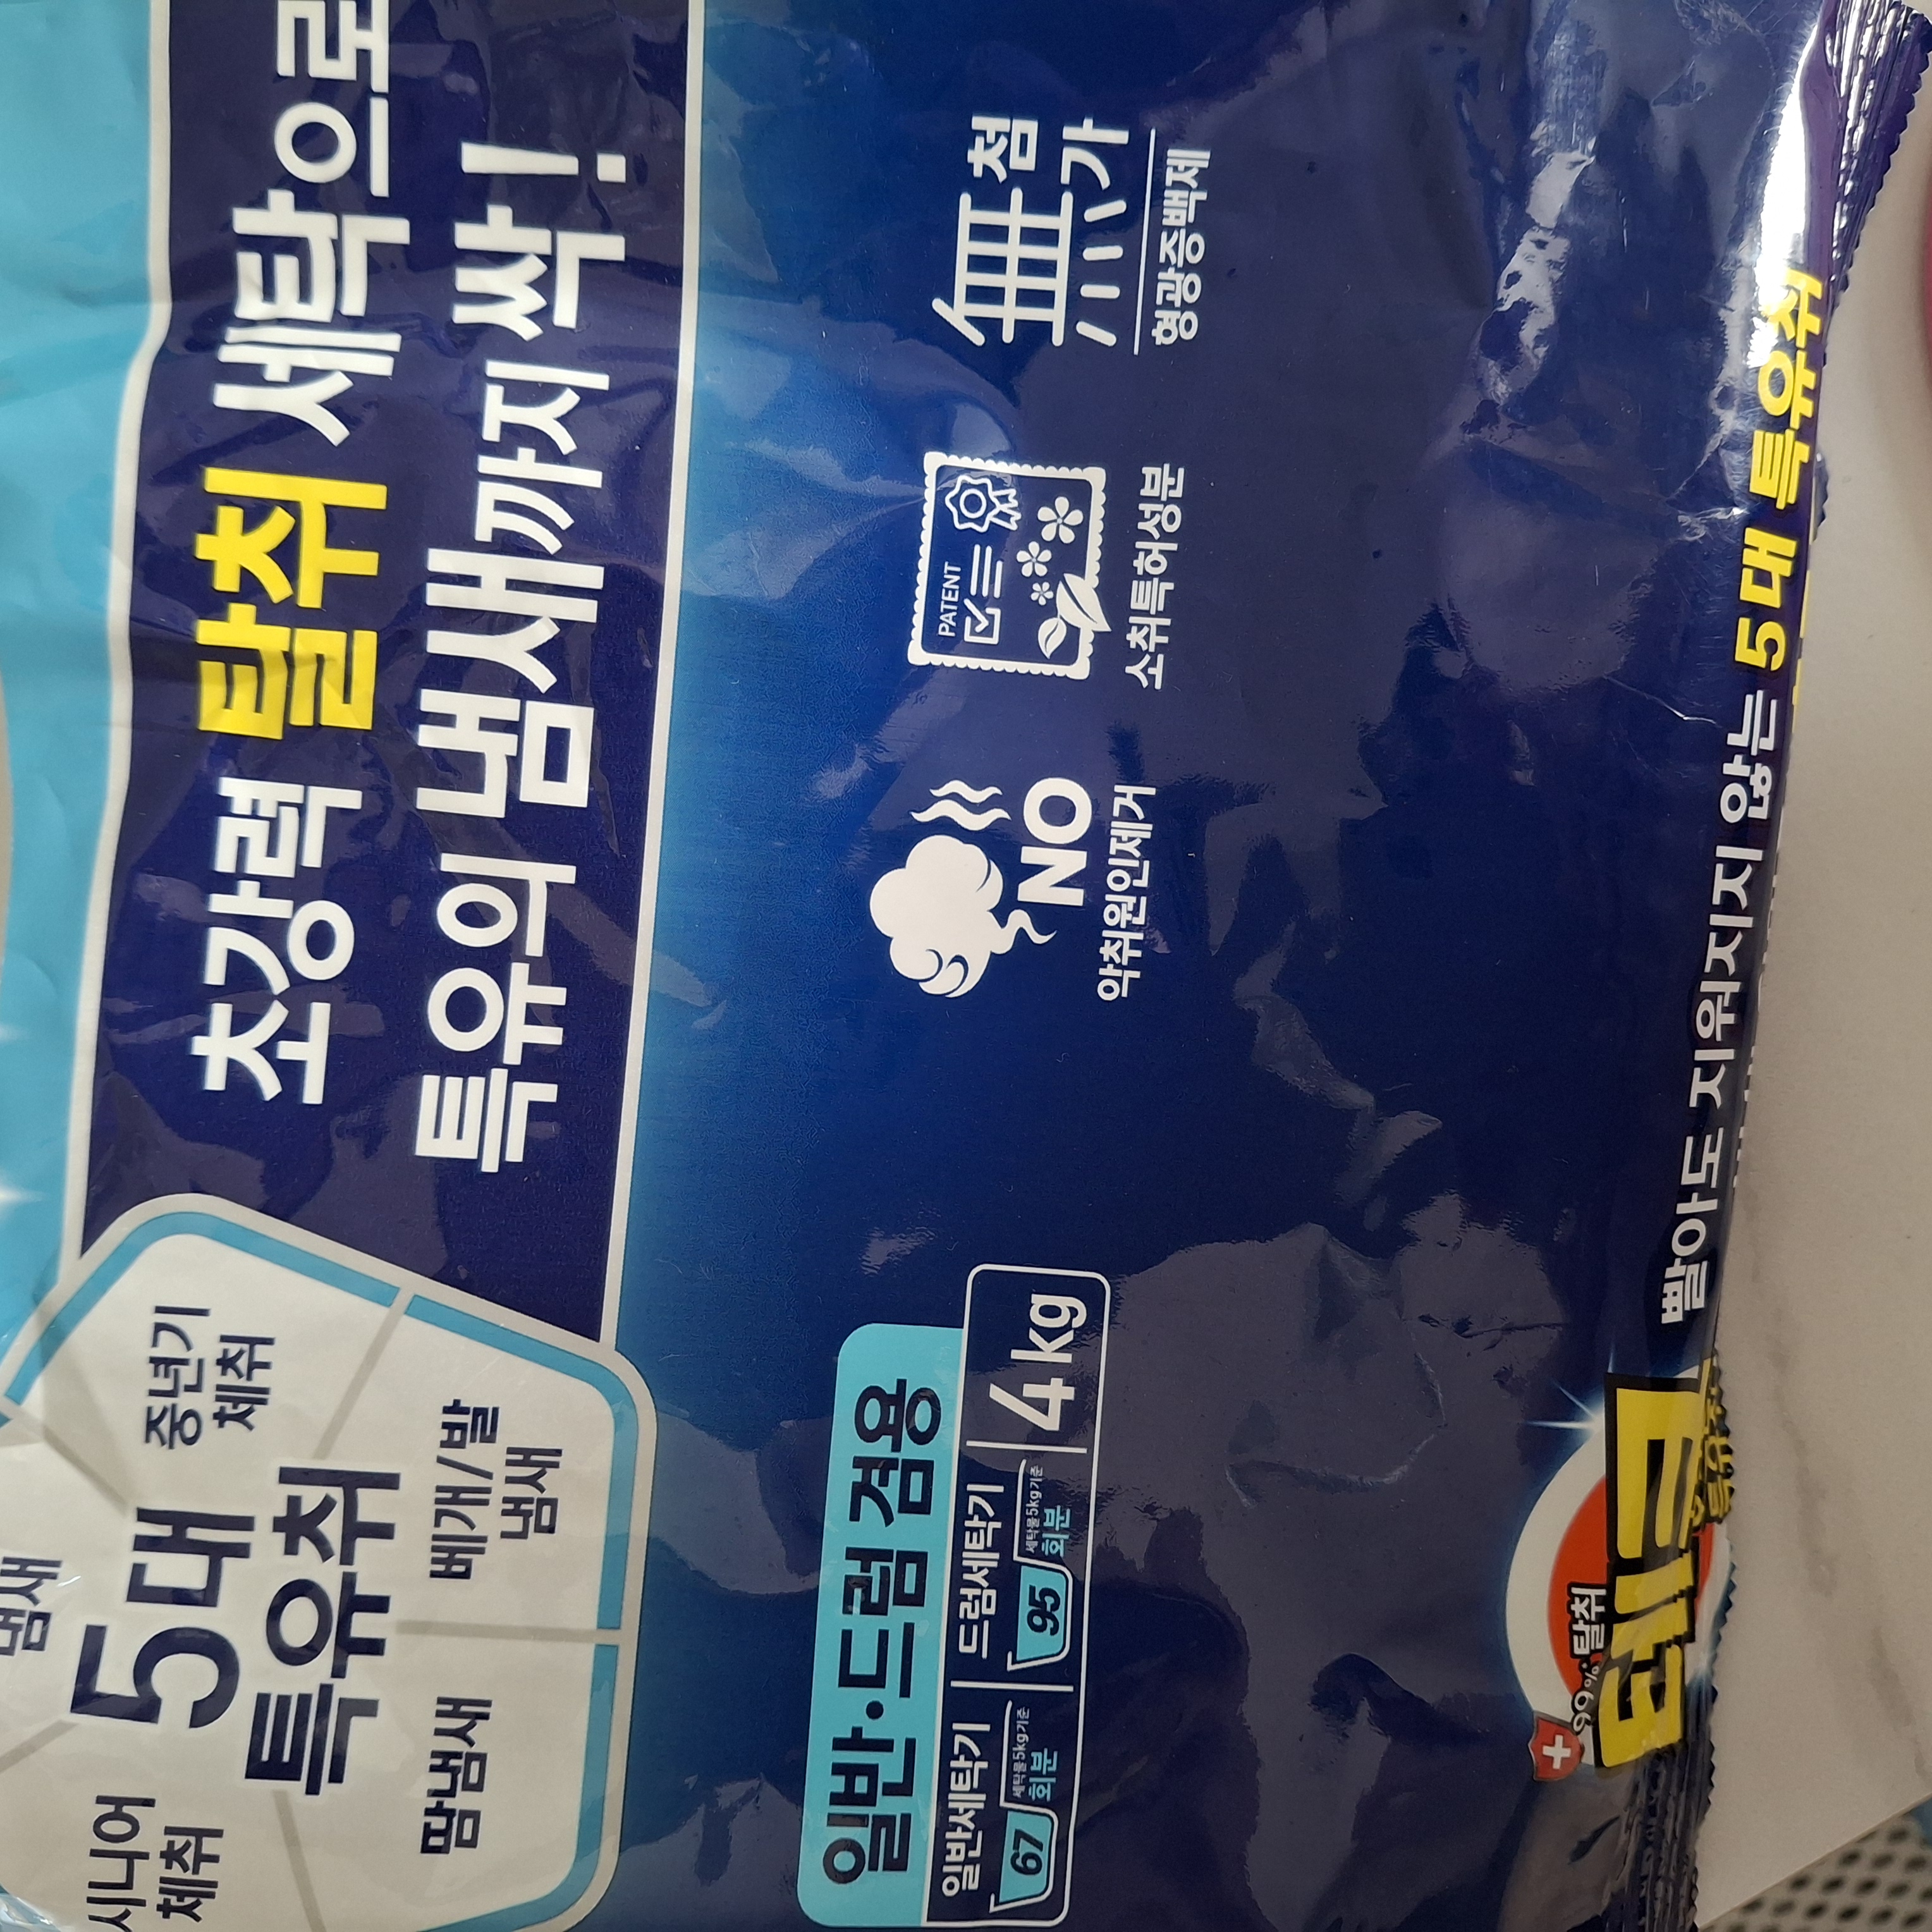 초강력 탈취 세탁으로
특유의 냄새까지 싹!
냄새
중년기
체취
5대
특유취
시니어
체취
땀냄새
베개/발
냄새
NO
악취원인제거
PATENT
소취특허성분
無첨가
형광증백제
일반·드럼 겸용
일반세탁기
67 세탁물5kg기준
회분
드럼세탁기
95 세탁물5kg기준
회분
4kg
99% 탈취
테크
빨아도 지워지지 않는 5대 특유취